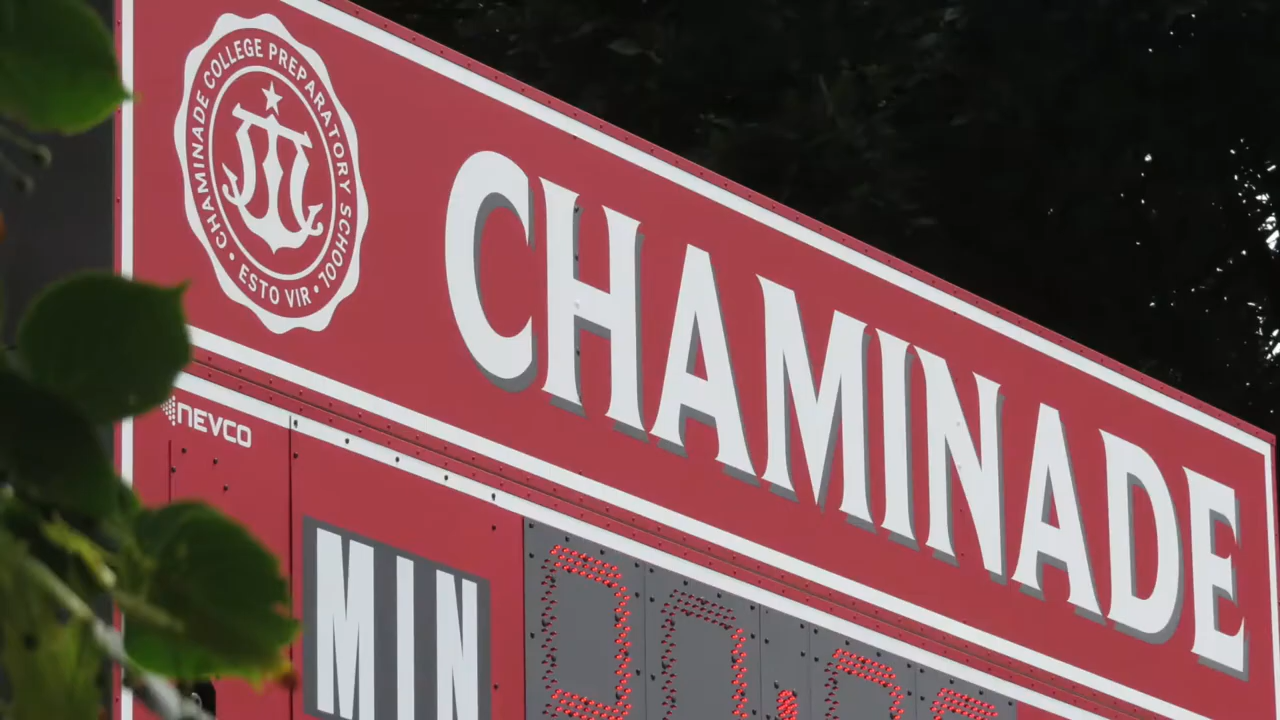 CHAMINADE COLLEGE PREPARATORY SCHOOL
• ESTO VIR •
CHAMINADE
NEVCO
MIN